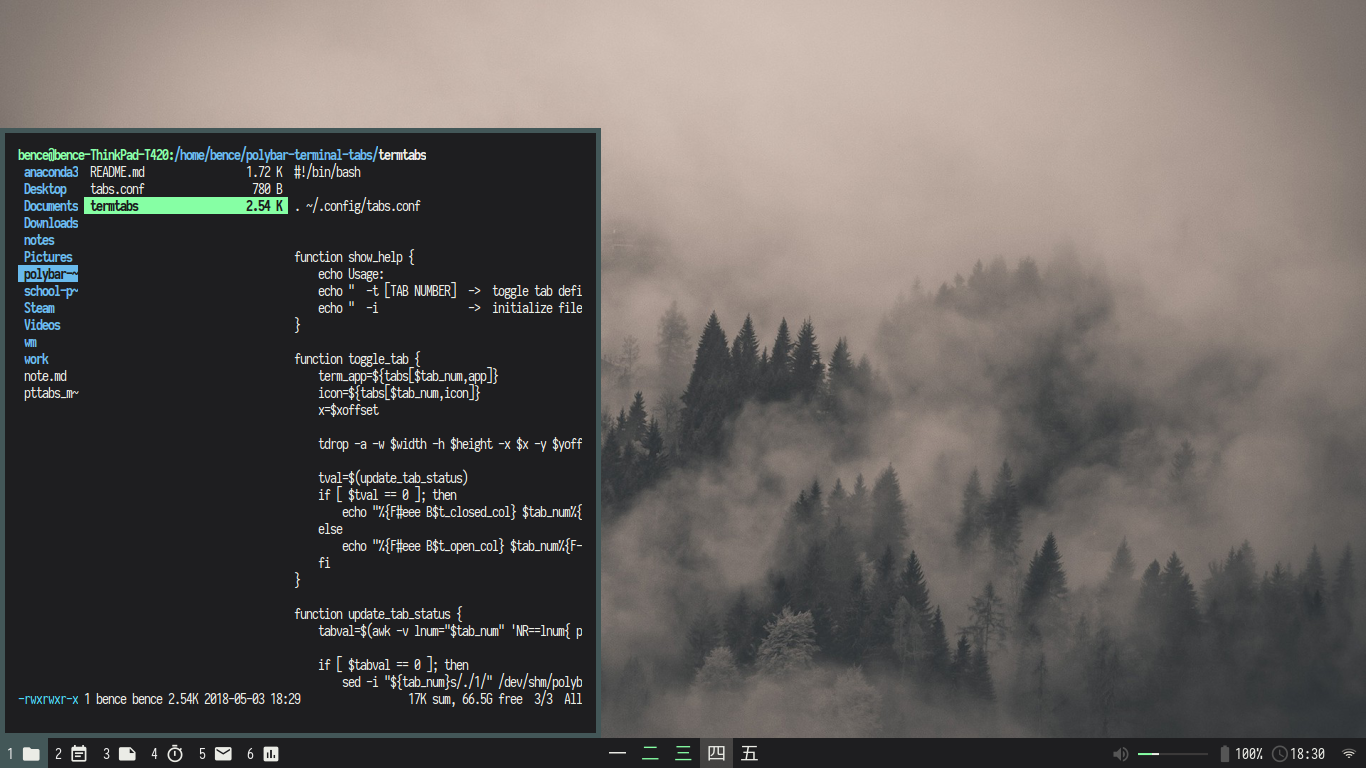 bence@bence-ThinkPad-T420:/home/bence/polybar-terminal-tabs/termtabs
anaconda3 README.md 1.72 K #!/bin/bash
Desktop tabs.conf 780 B
Documents termtabs 2.54 K . ~/.config/tabs.conf
Downloads
notes
Pictures function show_help {
polybar-~ echo Usage:
school-p~ echo " -t [TAB NUMBER] -> toggle tab defi
Steam echo " -i -> initialize file
Videos }
wm
work function toggle_tab {
note.md term_app=${tabs[$tab_num,app]}
pttabs_m~ icon=${tabs[$tab_num,icon]}
x=$xoffset
tdrop -a -w $width -h $height -x $x -y $yoff
tval=$(update_tab_status)
if [ $tval == 0 ]; then
echo "%{F#eee B$t_closed_col} $tab_num%{
else
echo "%{F#eee B$t_open_col} $tab_num%{F-
fi
}
function update_tab_status {
tabval=$(awk -v lnum="$tab_num" 'NR==lnum{ p
if [ $tabval == 0 ]; then
sed -i "${tab_num}s/./1/" /dev/shm/polyb
-rwxrwxr-x 1 bence bence 2.54K 2018-05-03 18:29 17K sum, 66.5G free 3/3 All
1 2 3 4 5 6 一 二 三 四 五 100% 18:30